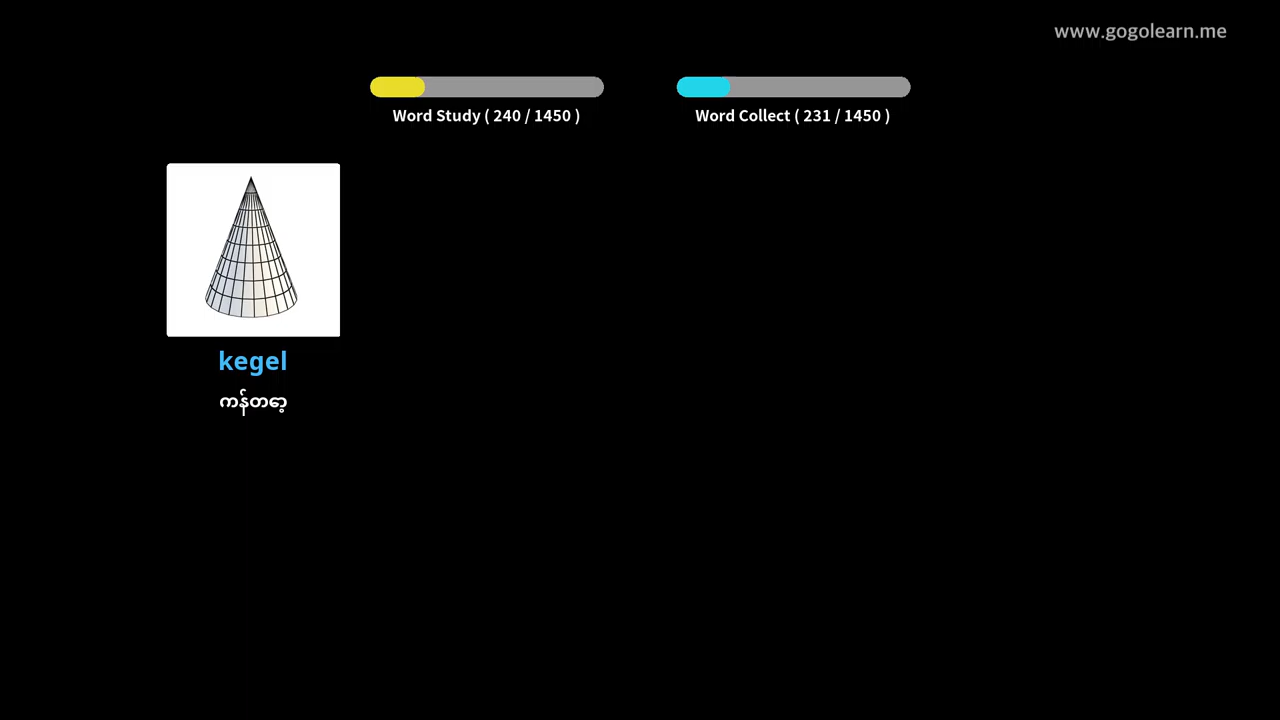 www.gogolearn.me
Word Study ( 240 / 1450 )
Word Collect ( 231 / 1450 )
kegel
ကန်တော့